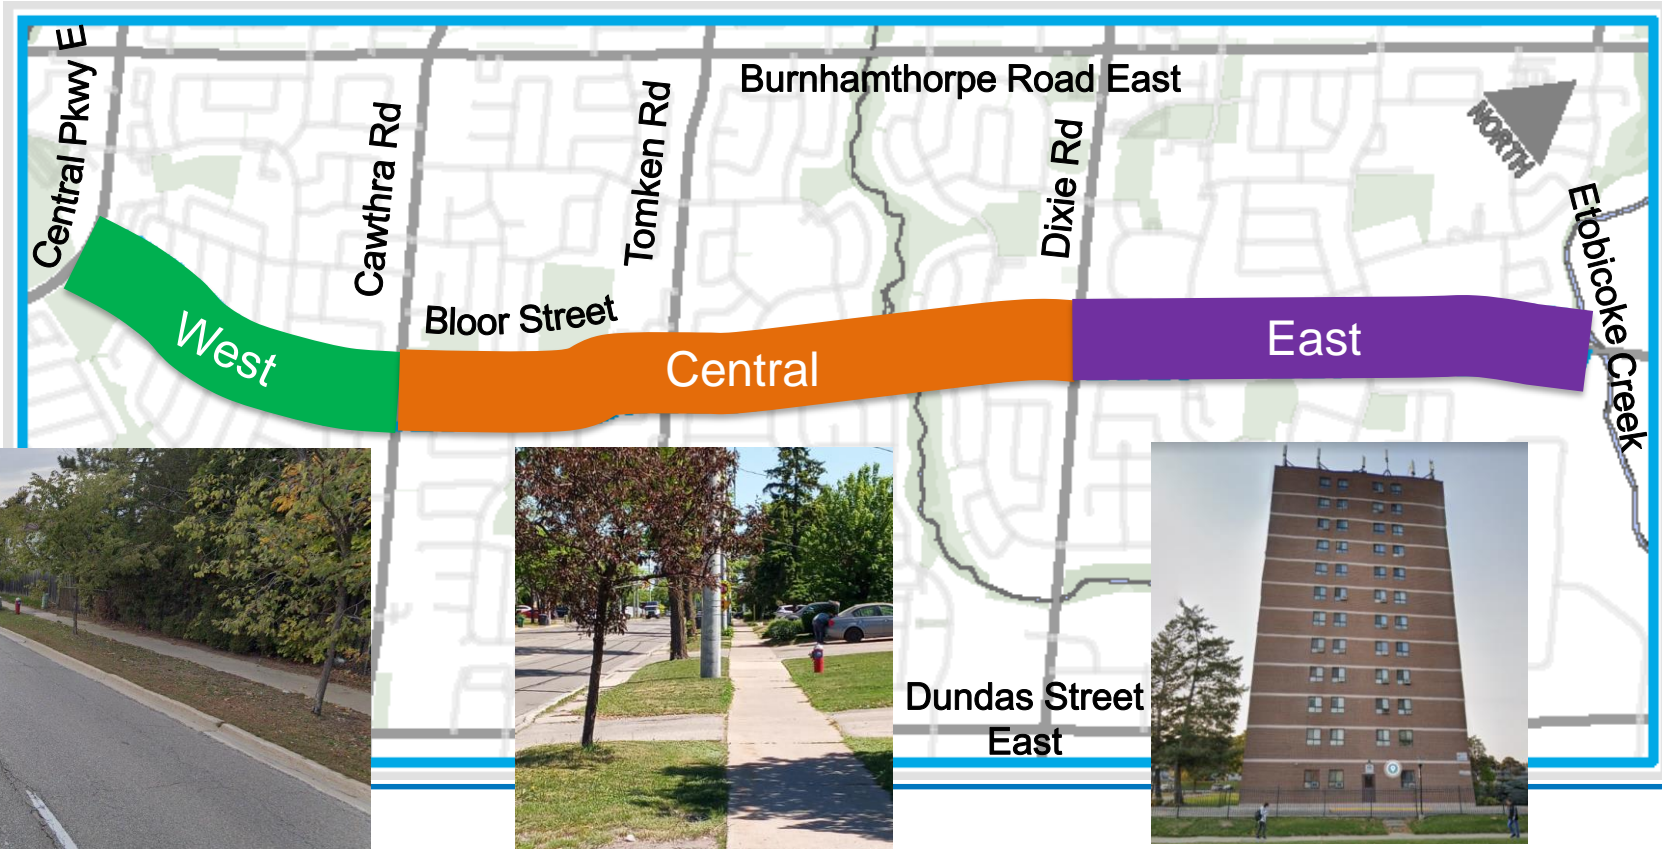 Central Pkwy E
Cawthra Rd
Tomken Rd
Burnhamthorpe Road East
Dixie Rd
NORTH
Etobicoke Creek
Bloor Street
West
Central
East
Dundas Street
East